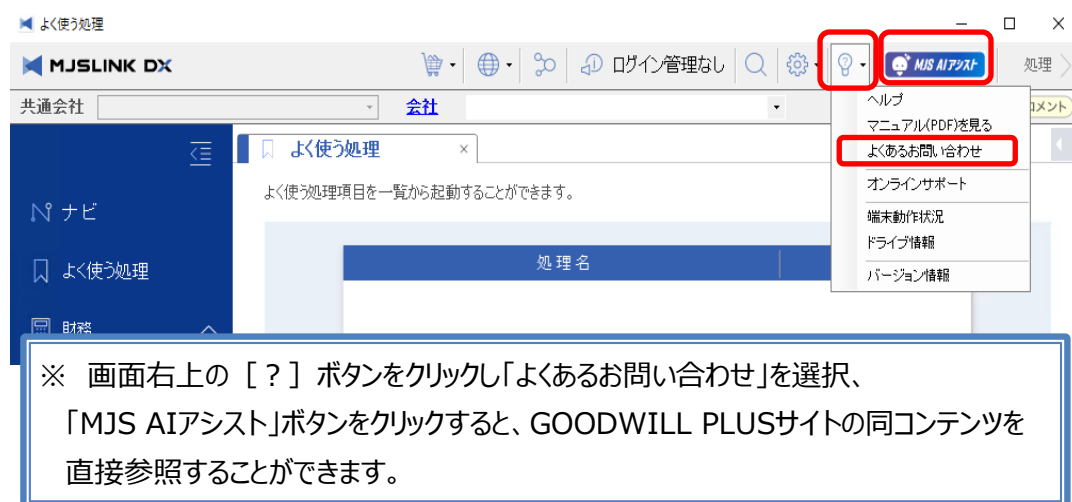 よく使う処理
MJSLINK DX
ログイン管理なし
MJS AIアシスト
処理
共通会社
会社
コメント
ヘルプ
マニュアル(PDF)を見る
よくあるお問い合わせ
オンラインサポート
端末動作状況
ドライブ情報
バージョン情報
よく使う処理 ×
よく使う処理項目を一覧から起動することができます。
ナビ
よく使う処理
財務
処理名
※ 画面右上の［？］ボタンをクリックし「よくあるお問い合わせ」を選択、
「MJS AIアシスト」ボタンをクリックすると、GOODWILL PLUSサイトの同コンテンツを
直接参照することができます。